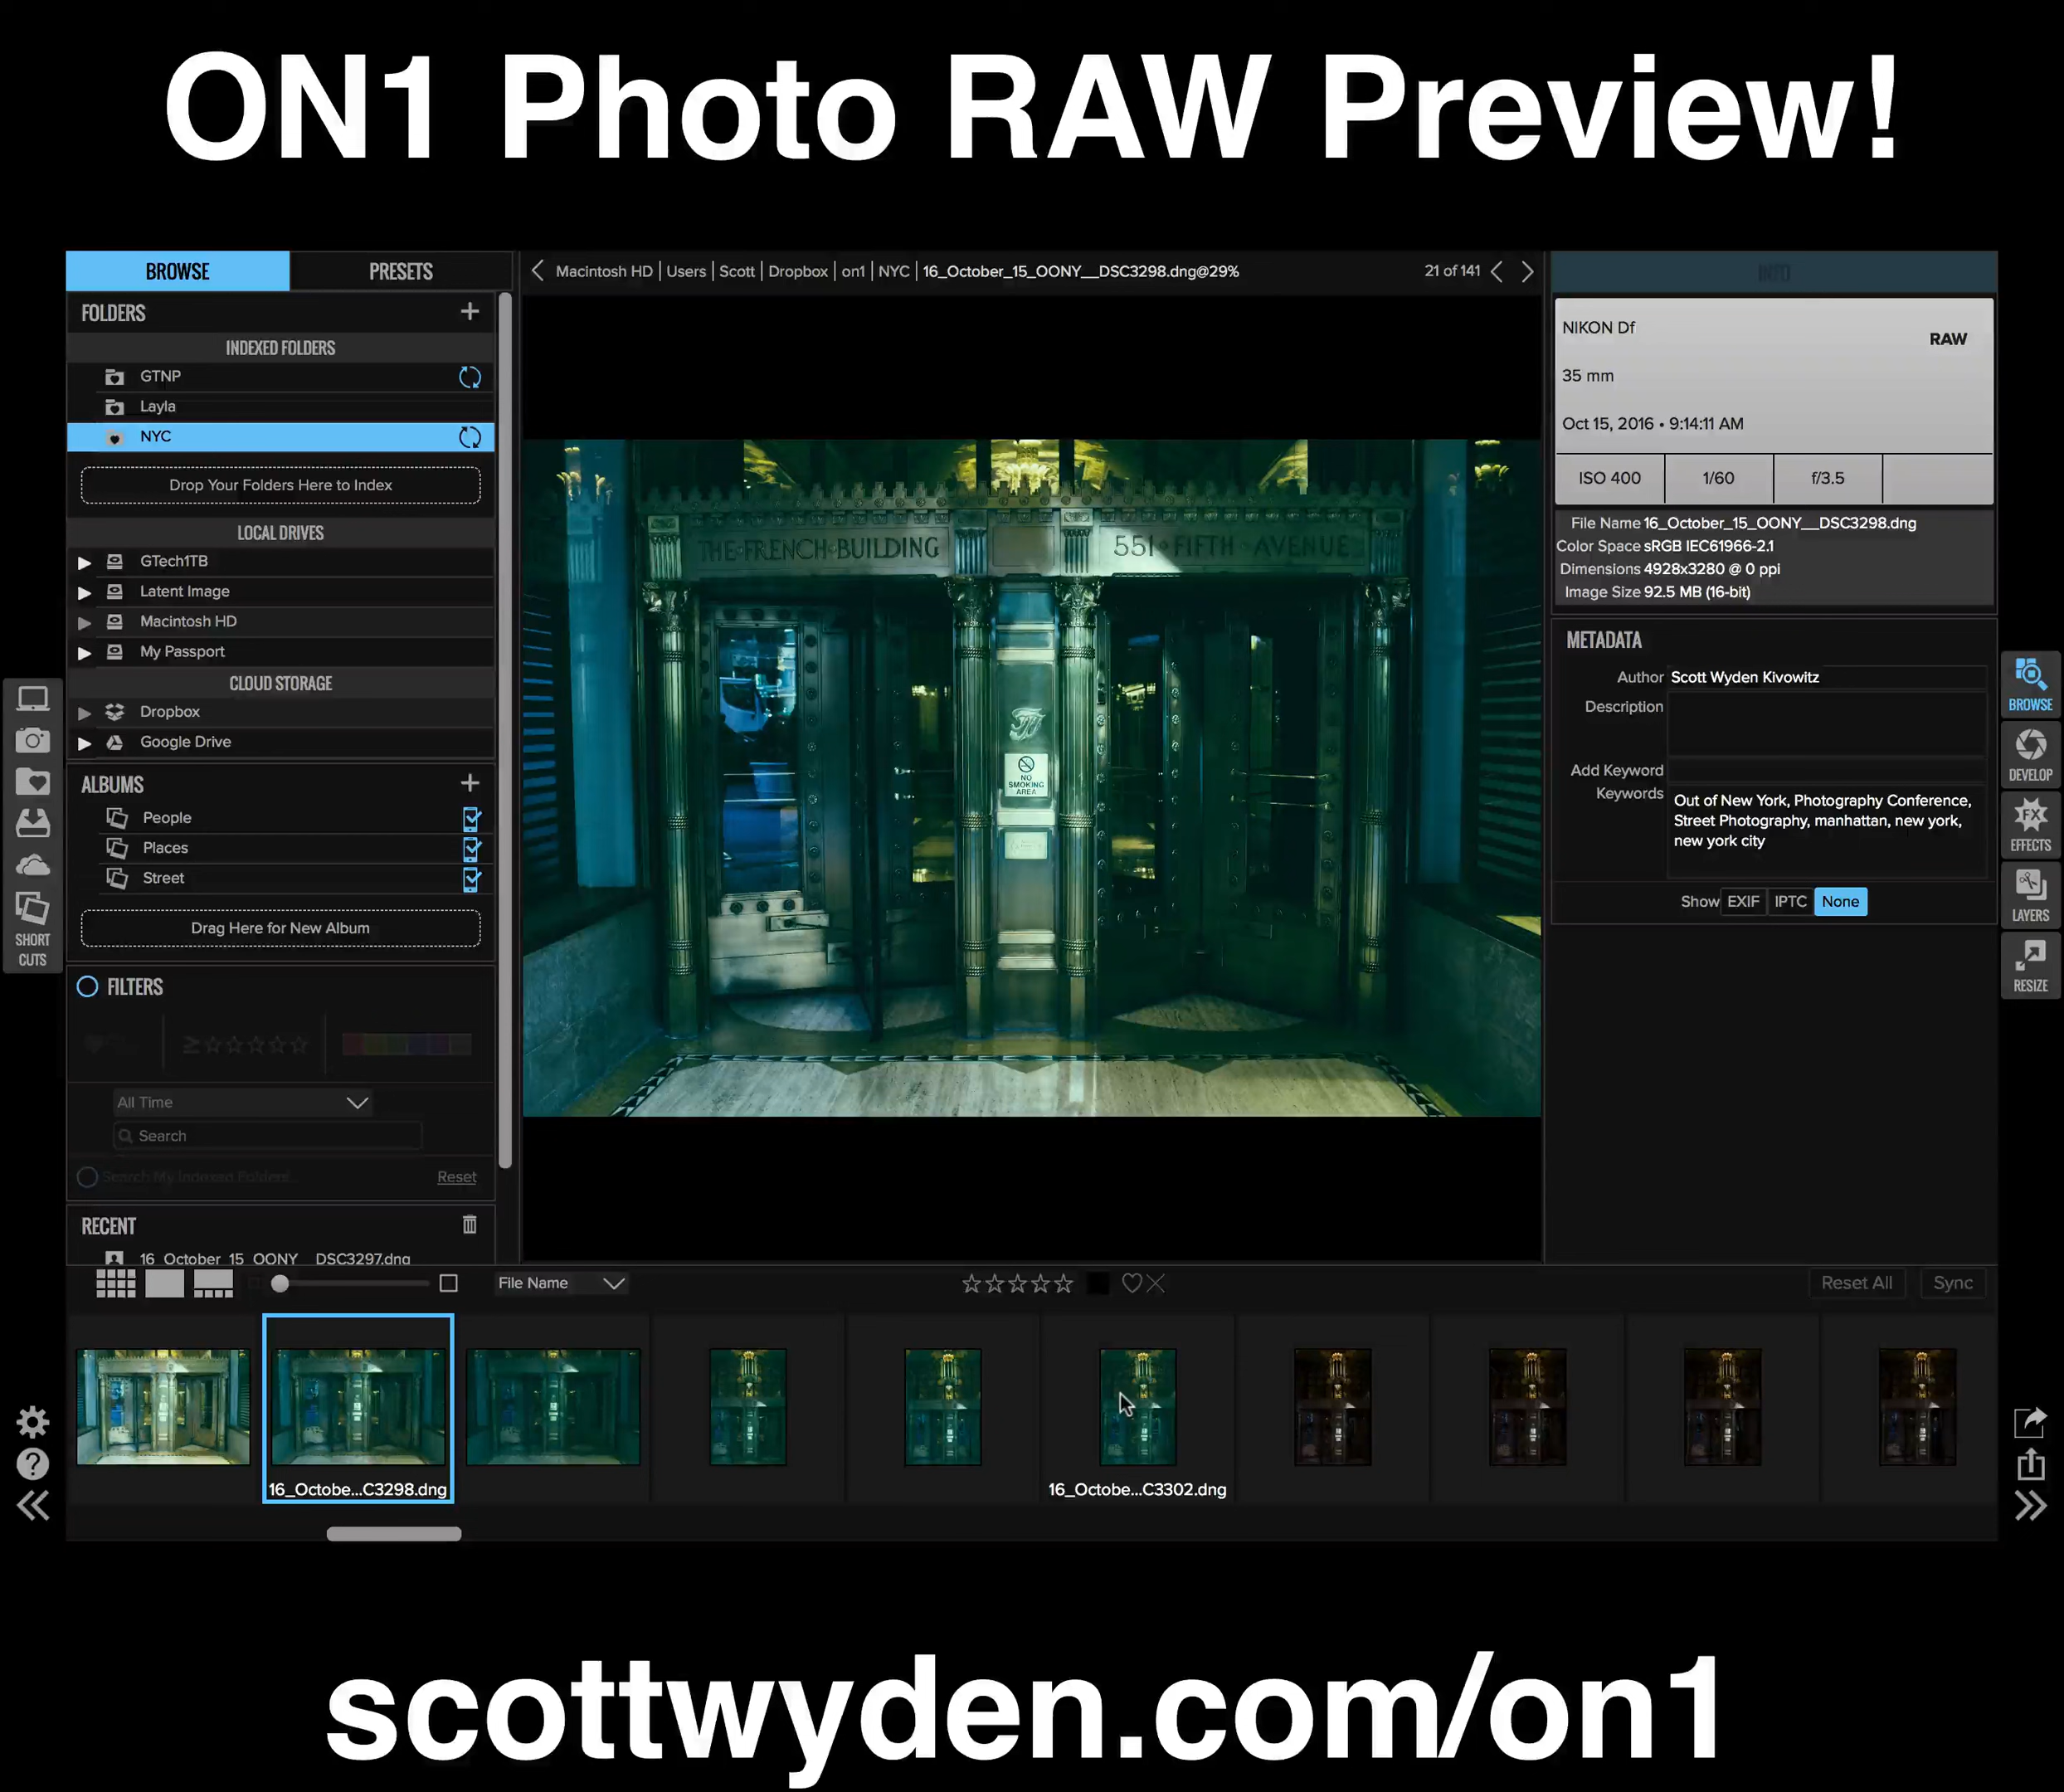 ON1 Photo RAW Preview!
BROWSE
PRESETS
Macintosh HD | Users | Scott | Dropbox | on1 | NYC | 16_October_15_OONY__DSC3298.dng@29%
21 of 141
INFO
FOLDERS
INDEXED FOLDERS
GTNP
Layla
NYC
Drop Your Folders Here to Index
LOCAL DRIVES
GTech1TB
Latent Image
Macintosh HD
My Passport
CLOUD STORAGE
Dropbox
Google Drive
ALBUMS
People
Places
Street
Drag Here for New Album
FILTERS
All Time
Search
Search My Indexed Folders
Reset
RECENT
16_October_15_OONY__DSC3297.dng
SHORT
CUTS
THE·FRENCH·BUILDING
551·FIFTH·AVENUE
NO
SMOKING
AREA
NIKON Df
RAW
35 mm
Oct 15, 2016 • 9:14:11 AM
ISO 400
1/60
f/3.5
File Name 16_October_15_OONY__DSC3298.dng
Color Space sRGB IEC61966-2.1
Dimensions 4928x3280 @ 0 ppi
Image Size 92.5 MB (16-bit)
METADATA
Author Scott Wyden Kivowitz
Description
Add Keyword
Keywords
Out of New York, Photography Conference,
Street Photography, manhattan, new york,
new york city
Show EXIF IPTC None
BROWSE
DEVELOP
FX
EFFECTS
LAYERS
RESIZE
File Name
Reset All
Sync
16_Octobe...C3298.dng
16_Octobe...C3302.dng
scottwyden.com/on1